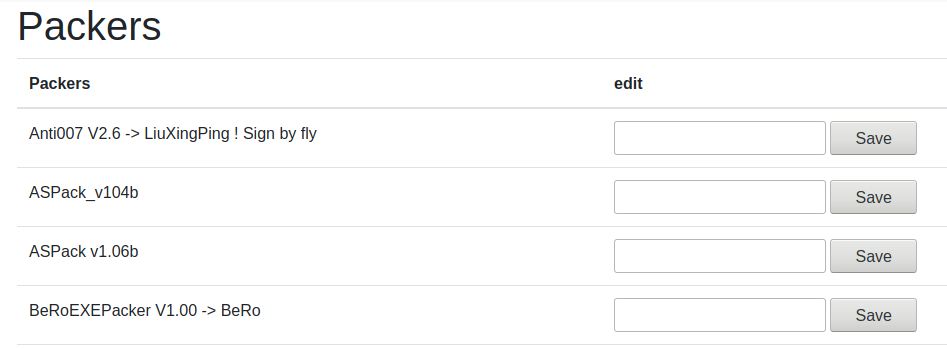 Packers
Packers edit
Anti007 V2.6 -> LiuXingPing ! Sign by fly Save
ASPack_v104b Save
ASPack v1.06b Save
BeRoEXEPacker V1.00 -> BeRo Save